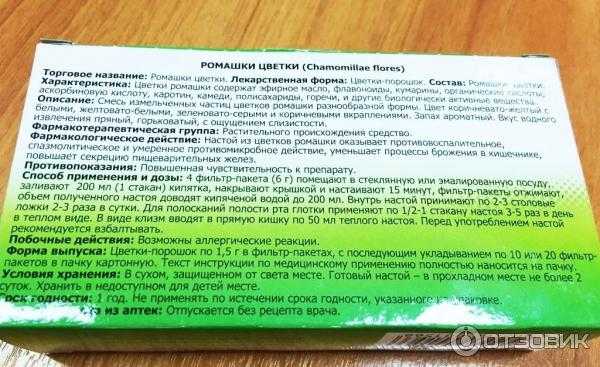 РОМАШКИ ЦВЕТКИ (Chamomillae flores)
Торговое название: Ромашки цветки. Лекарственная форма: Цветки-порошок. Состав: Ромашки цветки.
Характеристика: Цветки ромашки содержат эфирное масло, флавоноиды, кумарины, органические кислоты,
аскорбиновую кислоту, каротин, камеди, полисахариды, горечи, и другие биологически активные вещества.
Описание: Смесь измельченных частиц цветков ромашки разнообразной формы. Цвет коричневато-желтый с
белыми, желтовато-белыми, зеленовато-серыми и коричневыми вкраплениями. Запах ароматный. Вкус водного
извлечения пряный, горьковатый, с ощущением слизистости.
Фармакотерапевтическая группа: Растительного происхождения средство.
Фармакологическое действие: Настой из цветков ромашки оказывает противовоспалительное,
спазмолитическое и умеренное противомикробное действие, уменьшает процессы брожения в кишечнике,
повышает секрецию пищеварительных желез.
Противопоказания: Повышенная чувствительность к препарату.
Способ применения и дозы: 4 фильтр-пакета (6 г) помещают в стеклянную или эмалированную посуду,
заливают 200 мл (1 стакан) кипятка, накрывают крышкой и настаивают 15 минут, фильтр-пакеты отжимают,
объем полученного настоя доводят кипяченой водой до 200 мл. Внутрь настой принимают по 2-3 столовые
ложки 2-3 раза в сутки. Для полосканий полости рта глотки применяют по 1/2-1 стакану настоя 3-5 раз в день
в теплом виде. В виде клизм вводят в прямую кишку по 50 мл теплого настоя. Перед употреблением настой
рекомендуется взбалтывать.
Побочные действия: Возможны аллергические реакции.
Форма выпуска: Цветки-порошок по 1,5 г в фильтр-пакетах, с последующим укладыванием по 10 или 20 фильтр-
пакетов в пачку картонную. Текст инструкции по медицинскому применению полностью наносится на пачку.
Условия хранения: В сухом, защищенном от света месте. Готовый настой – в прохладном месте не более 2
суток. Хранить в недоступном для детей месте.
Срок годности: 1 год. Не применять по истечении срока годности, указанного на упаковке.
из аптек: Отпускается без рецепта врача.
ОТЗОВИК